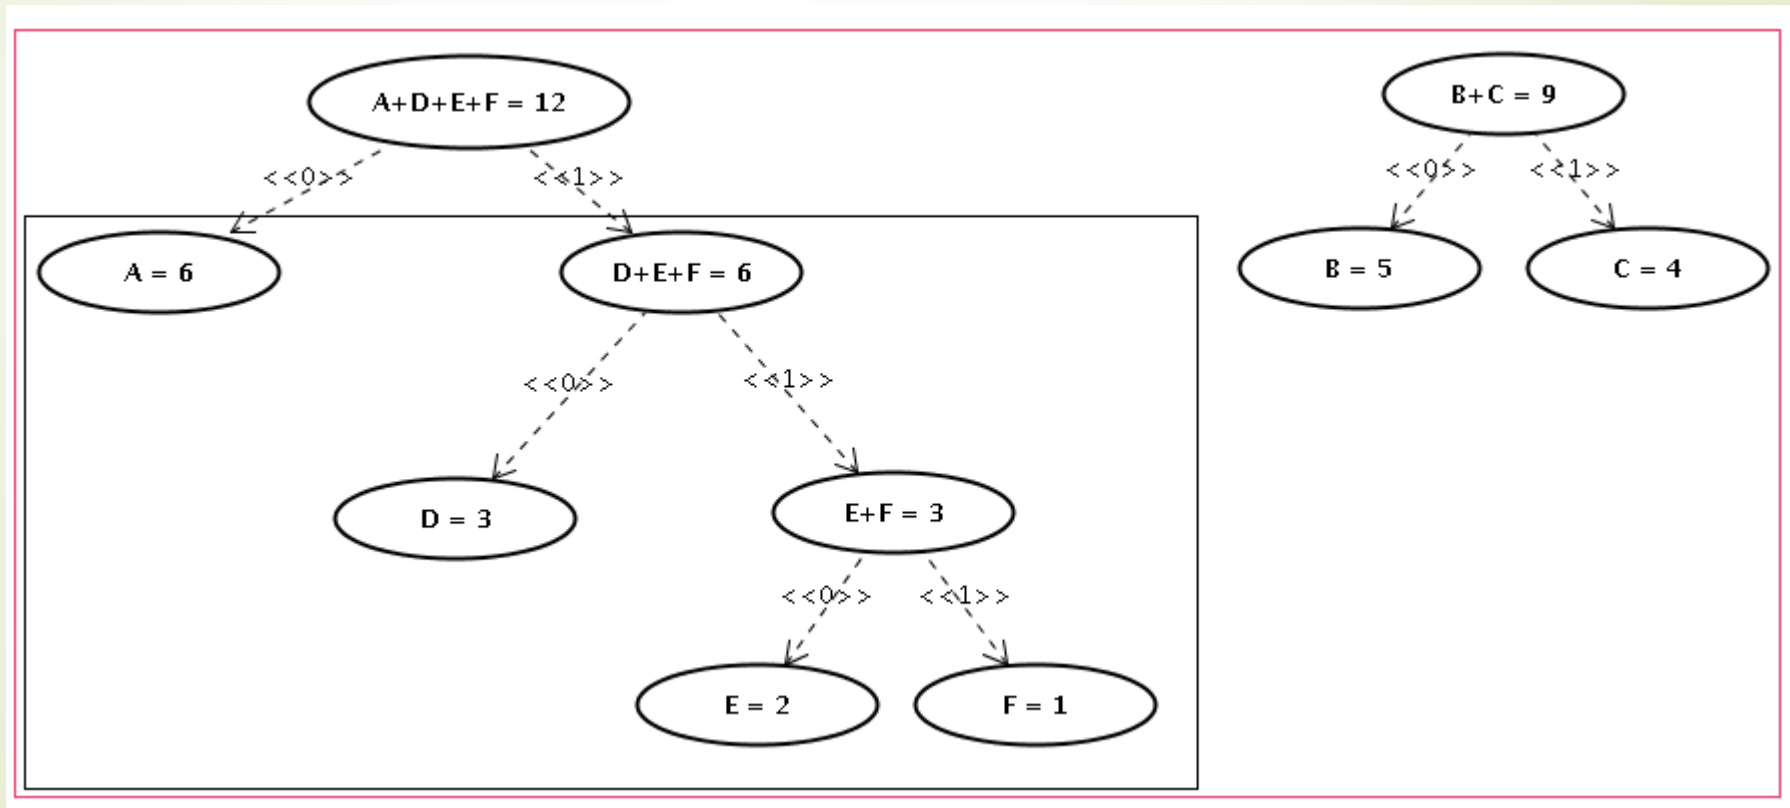 A+D+E+F = 12
B+C = 9
<<0>>
<<1>>
<<0>>
<<1>>
A = 6
D+E+F = 6
B = 5
C = 4
<<0>>
<<1>>
D = 3
E+F = 3
<<0>>
<<1>>
E = 2
F = 1